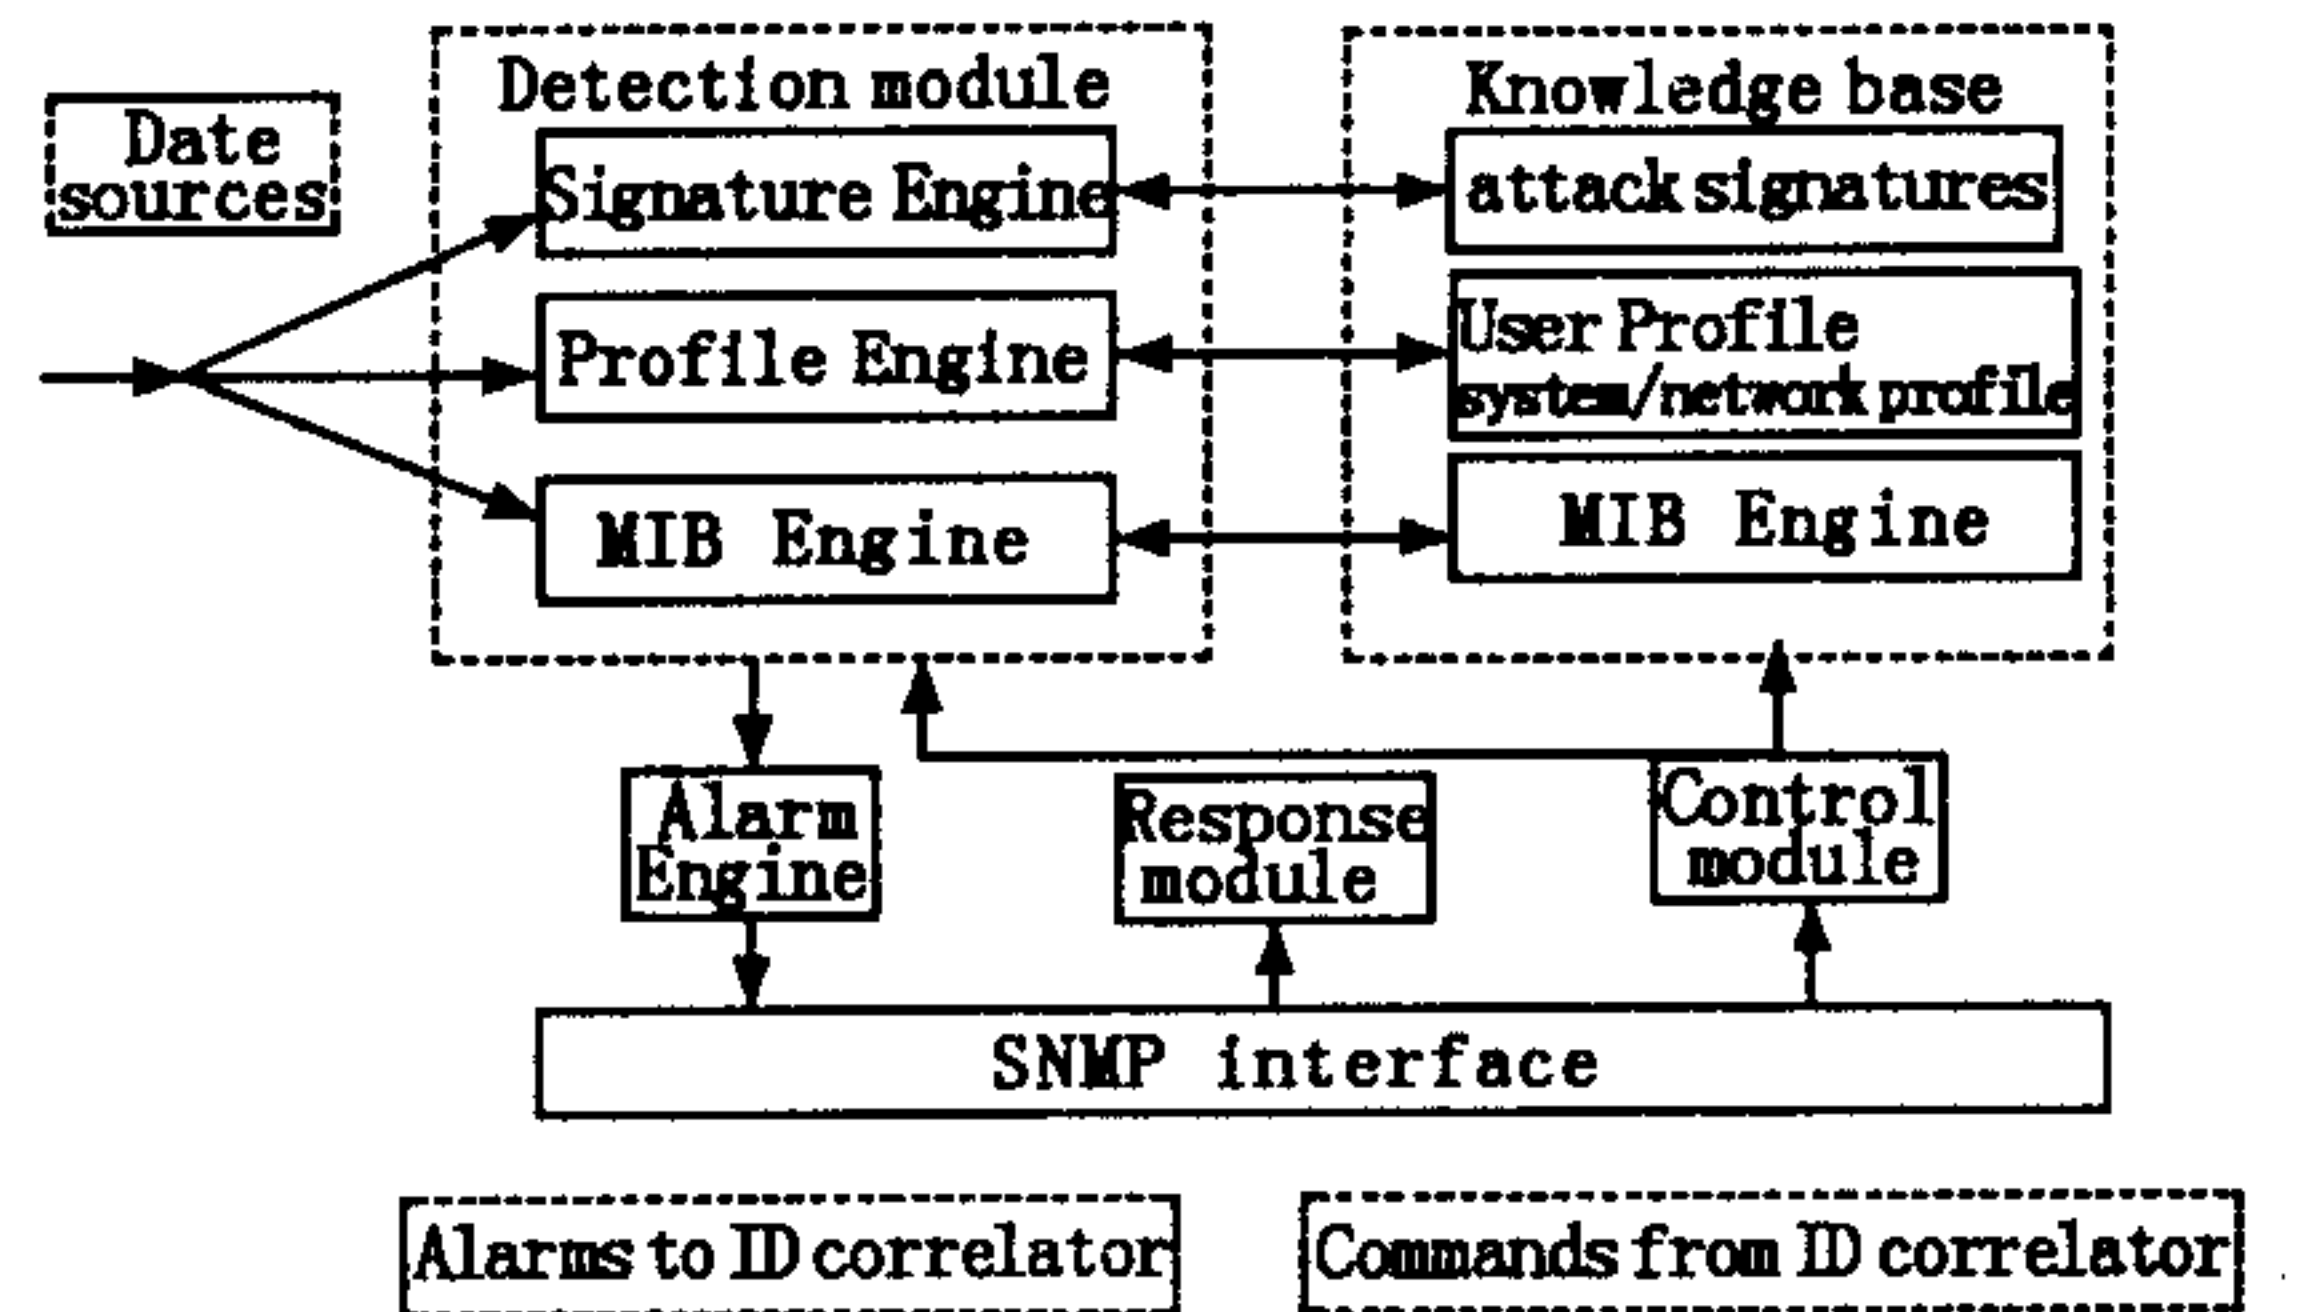 Date
sources
Detection module
Signature Engine
Profile Engine
MIB Engine
Knowledge base
attack signatures
User Profile
system/network profile
MIB Engine
Alarm
Engine
Response
module
Control
module
SNMP interface
Alarms to ID correlator
Commands from ID correlator